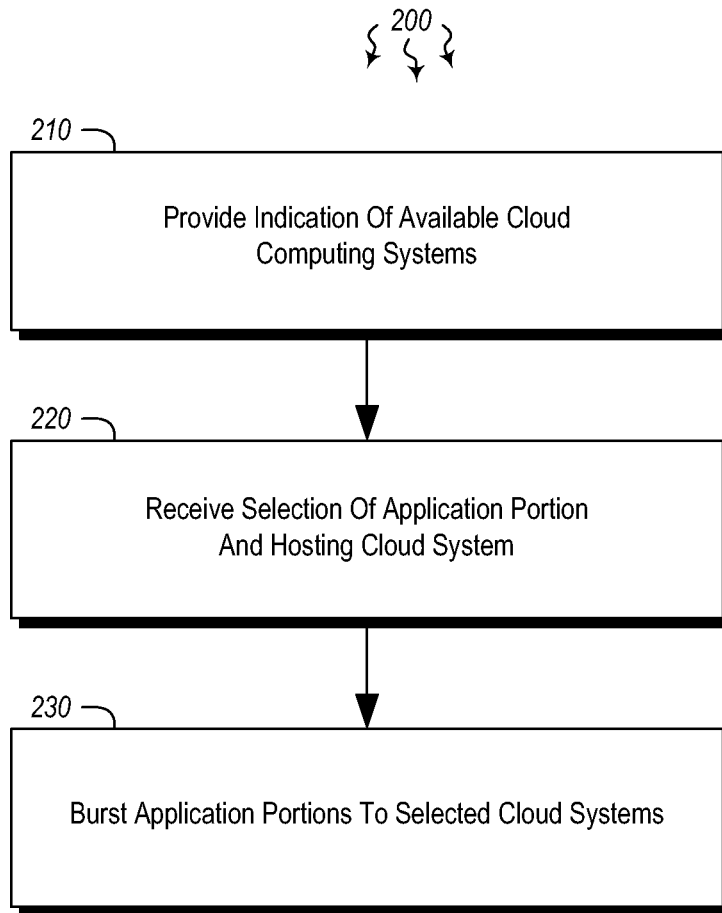 200
210
Provide Indication Of Available Cloud
Computing Systems
220
Receive Selection Of Application Portion
And Hosting Cloud System
230
Burst Application Portions To Selected Cloud Systems